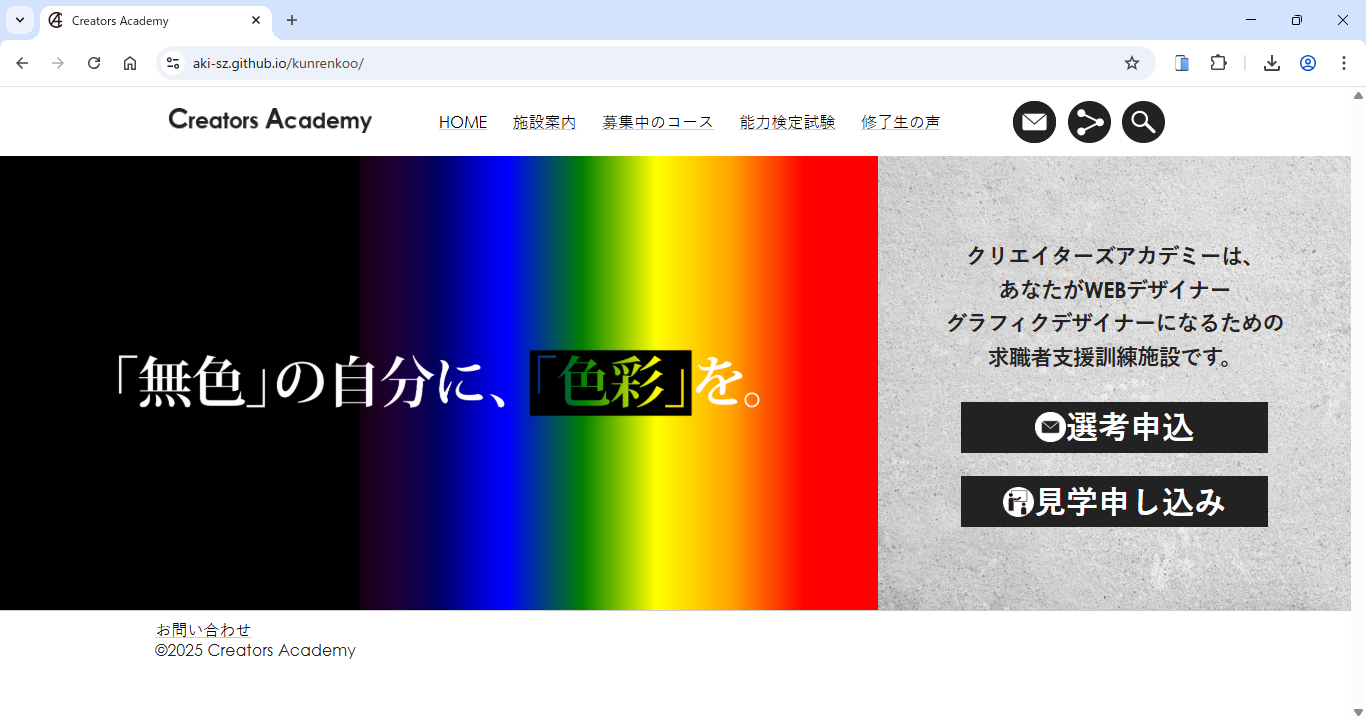 Creators Academy
aki-sz.github.io/kunrenkoo/
Creators Academy
HOME
施設案内
募集中のコース
能力検定試験
修了生の声
「無色」の自分に、「色彩」を。
クリエイターズアカデミーは、
あなたがWEBデザイナー
グラフィクデザイナーになるための
求職者支援訓練施設です。
選考申込
見学申し込み
お問い合わせ
©2025 Creators Academy